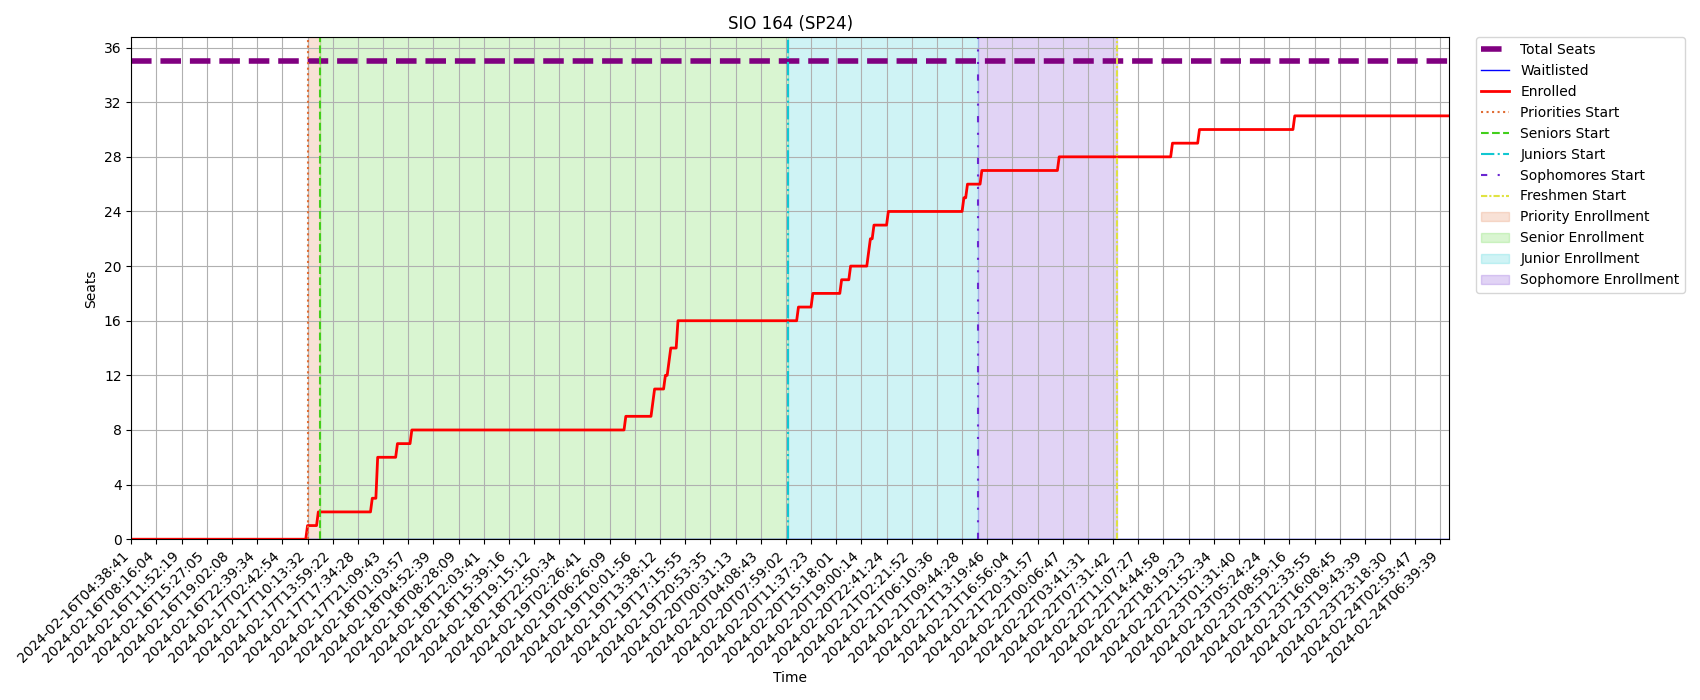 SIO 164 (SP24)
36
32
28
24
20
16
12
8
4
0
Seats
2024-02-16T04:38:41
2024-02-16T08:16:04
2024-02-16T11:52:19
2024-02-16T15:27:05
2024-02-16T19:02:08
2024-02-16T22:39:34
2024-02-17T02:42:54
2024-02-17T10:13:32
2024-02-17T13:59:22
2024-02-17T17:34:28
2024-02-17T21:09:43
2024-02-18T01:03:57
2024-02-18T04:52:39
2024-02-18T08:28:09
2024-02-18T12:03:41
2024-02-18T15:39:16
2024-02-18T19:15:12
2024-02-18T22:50:34
2024-02-19T02:26:41
2024-02-19T06:26:09
2024-02-19T10:01:56
2024-02-19T13:38:12
2024-02-19T17:15:55
2024-02-19T20:53:35
2024-02-20T00:31:13
2024-02-20T04:08:43
2024-02-20T07:59:02
2024-02-20T11:37:23
2024-02-20T15:18:01
2024-02-20T19:00:14
2024-02-20T22:41:24
2024-02-21T02:21:52
2024-02-21T06:10:36
2024-02-21T09:44:28
2024-02-21T13:19:46
2024-02-21T16:56:04
2024-02-21T20:31:57
2024-02-22T00:06:47
2024-02-22T03:41:31
2024-02-22T07:31:42
2024-02-22T11:07:27
2024-02-22T14:44:58
2024-02-22T18:19:23
2024-02-22T21:52:34
2024-02-23T01:31:40
2024-02-23T05:24:24
2024-02-23T08:59:16
2024-02-23T12:33:55
2024-02-23T16:08:45
2024-02-23T19:43:39
2024-02-23T23:18:30
2024-02-24T02:53:47
2024-02-24T06:39:39
Time
Total Seats
Waitlisted
Enrolled
Priorities Start
Seniors Start
Juniors Start
Sophomores Start
Freshmen Start
Priority Enrollment
Senior Enrollment
Junior Enrollment
Sophomore Enrollment